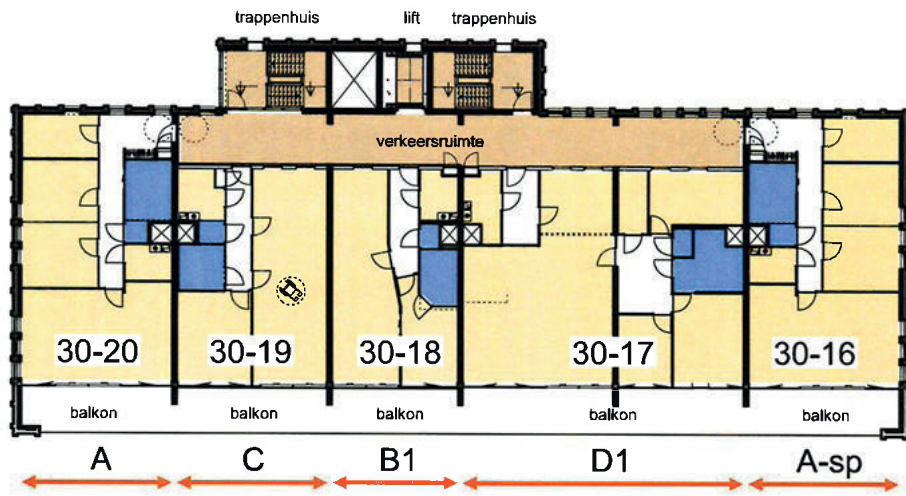 trappenhuis lift trappenhuis
verkeersruimte
30-20 30-19 30-18 30-17 30-16
balkon balkon balkon balkon balkon
A C B1 D1 A-sp